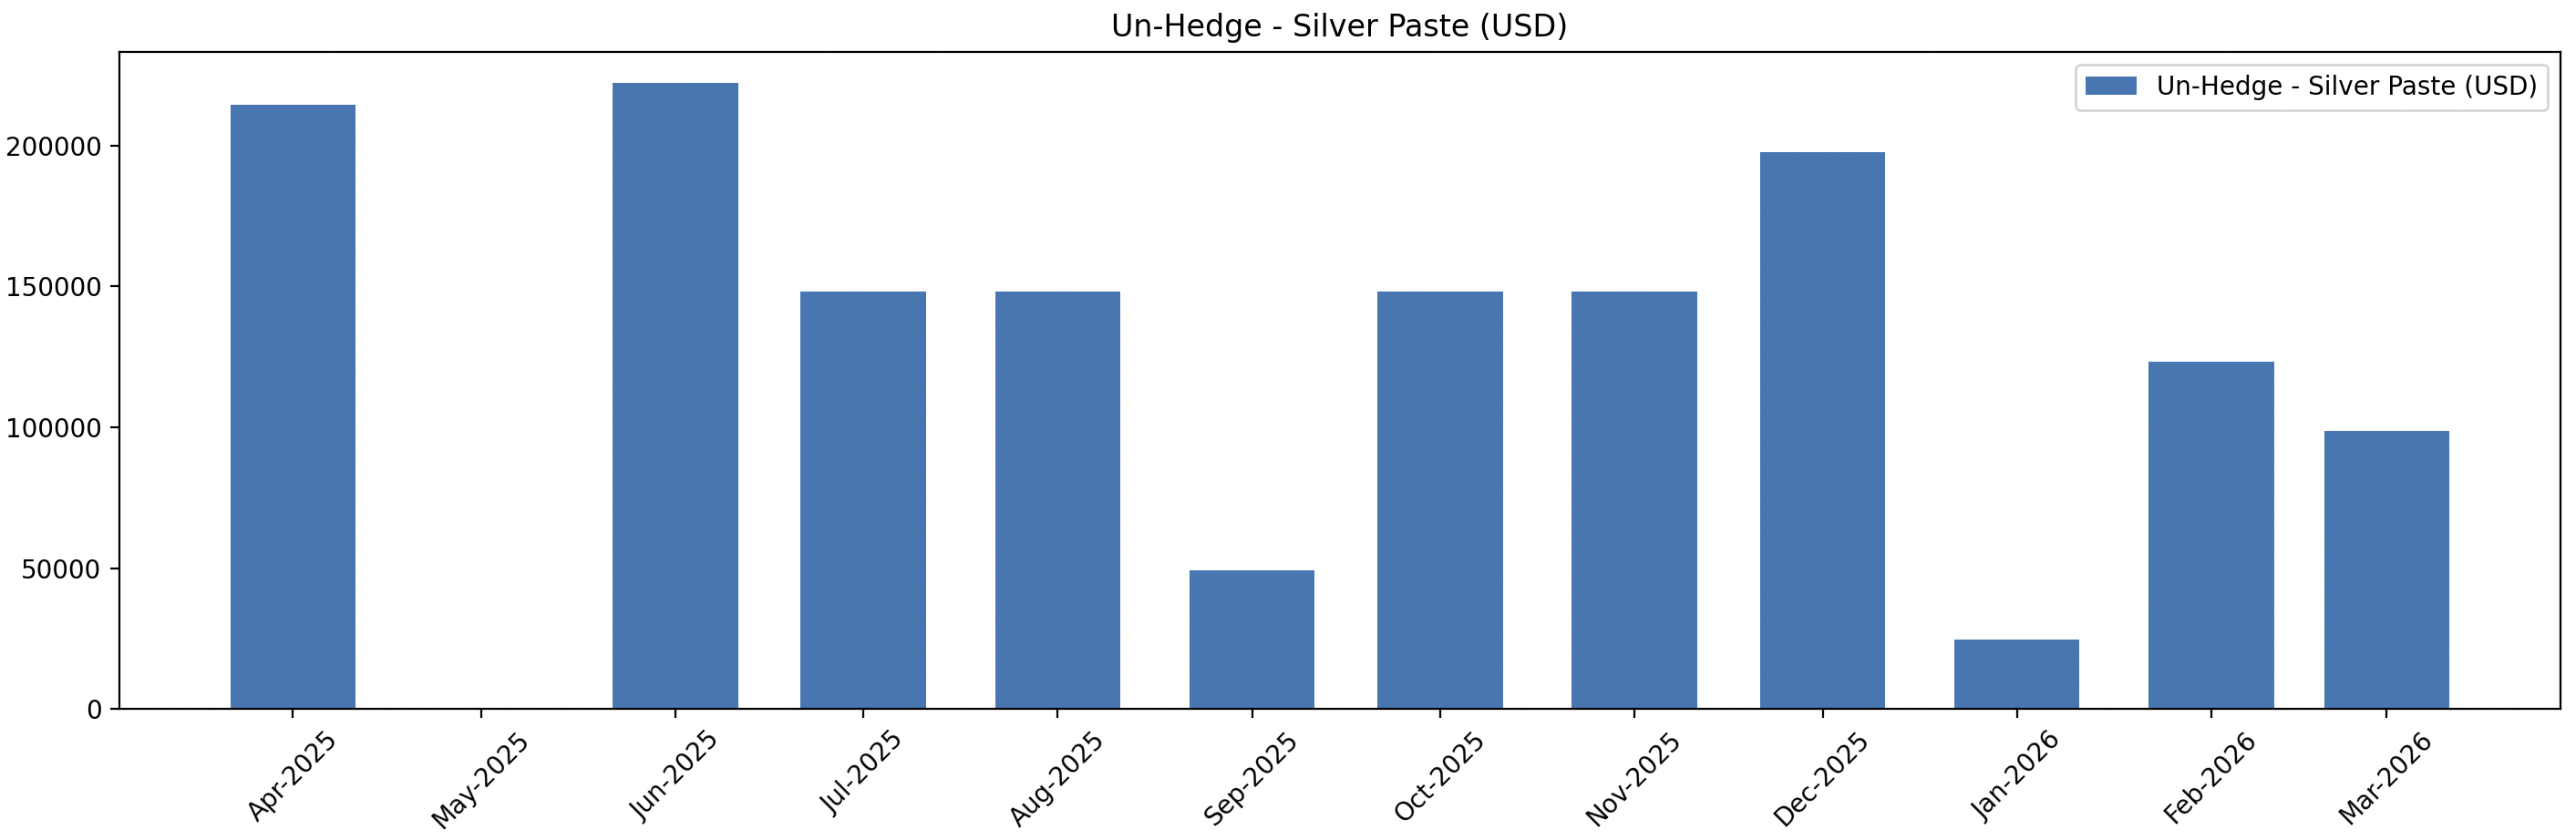 Un-Hedge - Silver Paste (USD)
Un-Hedge - Silver Paste (USD)
200000
150000
100000
50000
0
Apr-2025
May-2025
Jun-2025
Jul-2025
Aug-2025
Sep-2025
Oct-2025
Nov-2025
Dec-2025
Jan-2026
Feb-2026
Mar-2026